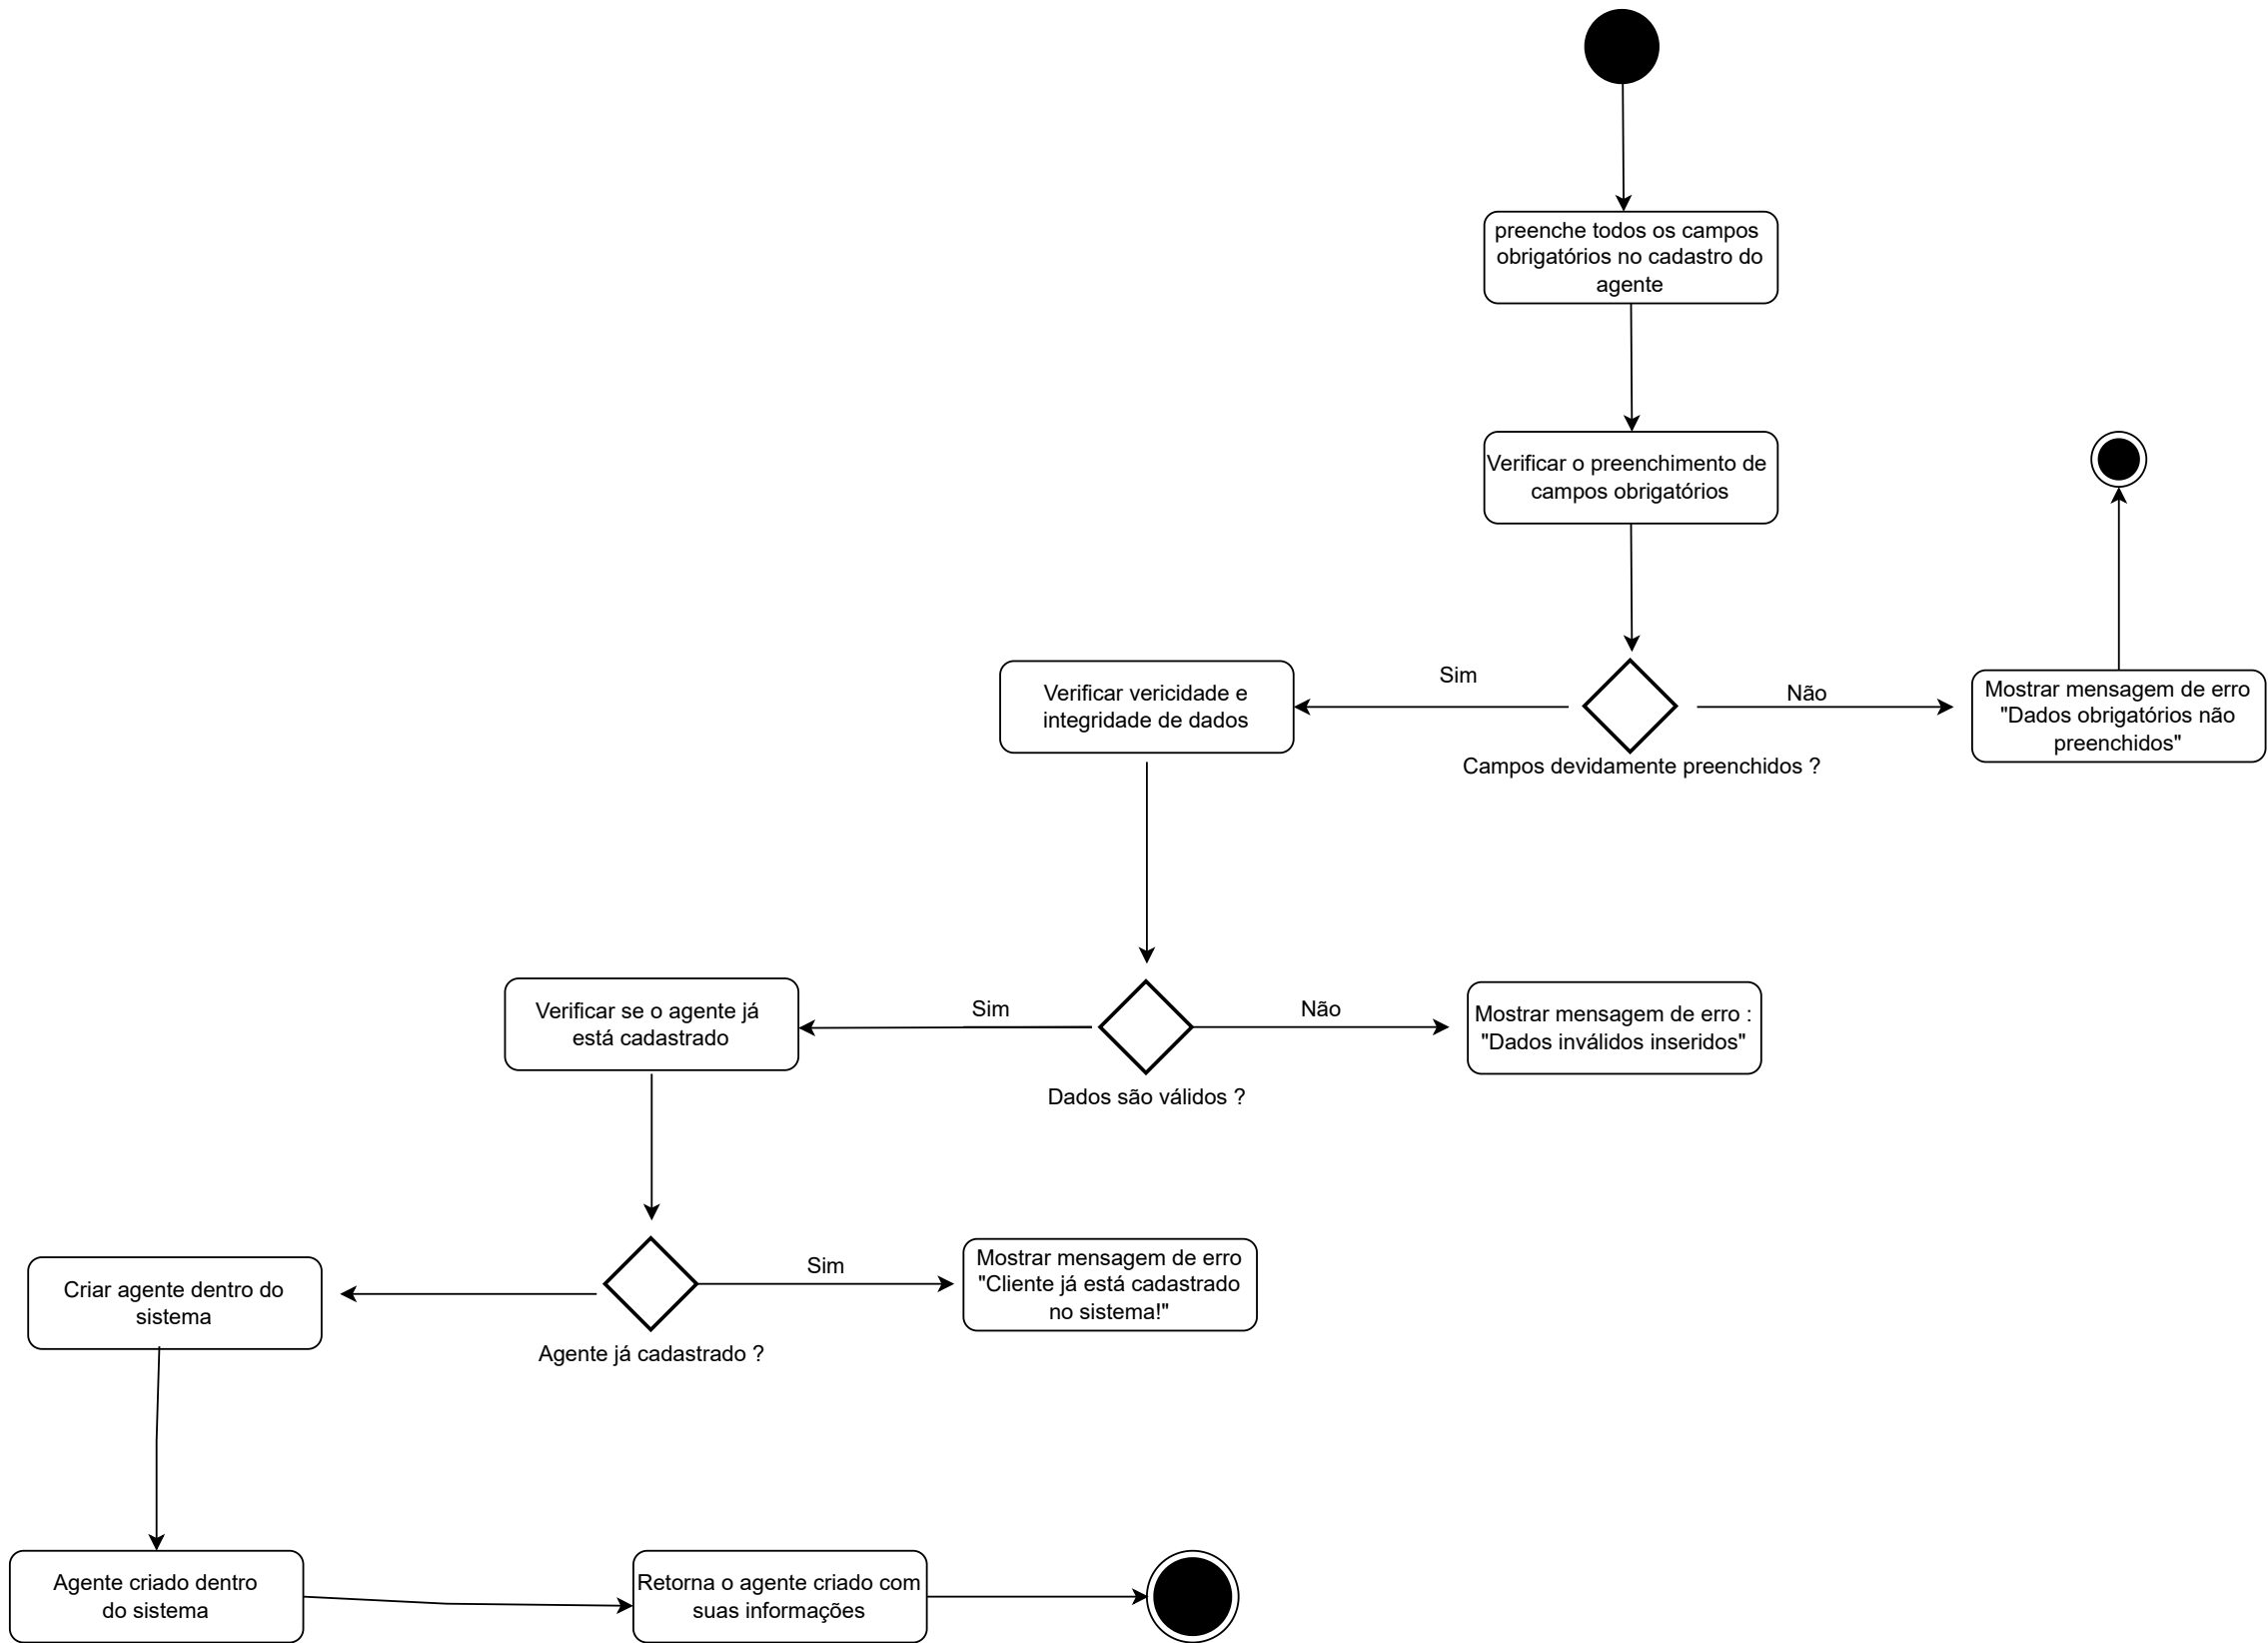 preenche todos os campos
obrigatórios no cadastro do
agente
Verificar o preenchimento de
campos obrigatórios
Sim
Não
Verificar vericidade e
integridade de dados
Mostrar mensagem de erro
"Dados obrigatórios não
preenchidos"
Campos devidamente preenchidos ?
Verificar se o agente já
está cadastrado
Sim
Não
Mostrar mensagem de erro :
"Dados inválidos inseridos"
Dados são válidos ?
Criar agente dentro do
sistema
Sim
Mostrar mensagem de erro
"Cliente já está cadastrado
no sistema!"
Agente já cadastrado ?
Agente criado dentro
do sistema
Retorna o agente criado com
suas informações